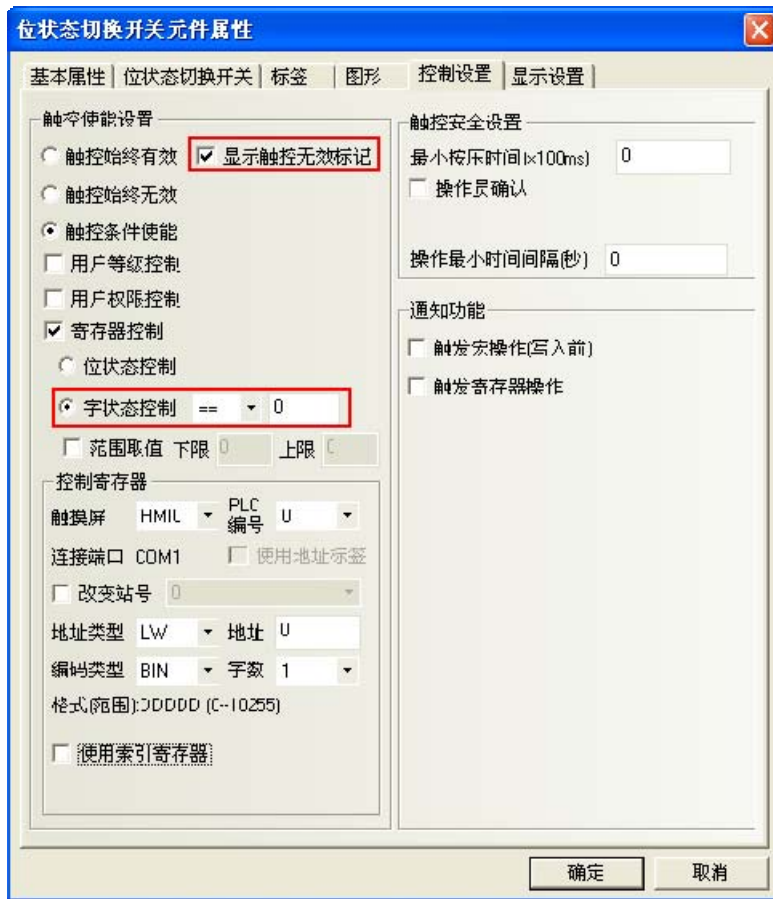 位状态切换开关元件属性
基本属性 位状态切换开关 标签 图形 控制设置 显示设置
触控使能设置
触控始终有效 显示触控无效标记
触控始终无效
触控条件使能
用户等级控制
用户权限控制
寄存器控制
位状态控制
字状态控制 == 0
范围取值 下限 0 上限
控制寄存器
触摸屏 PLC 编号
连接端口 COM1 使用地址标签
改变站号 0
地址类型 LW 地址
编码类型 BIN 字数 1
格式(范围):DDDDD (0~10255)
使用索引寄存器
触控安全设置
最小按压时间(x100ms) 0
操作员确认
操作最小时间间隔(秒) 0
通知功能
触发宏操作(写入前)
触发寄存器操作
确定 取消